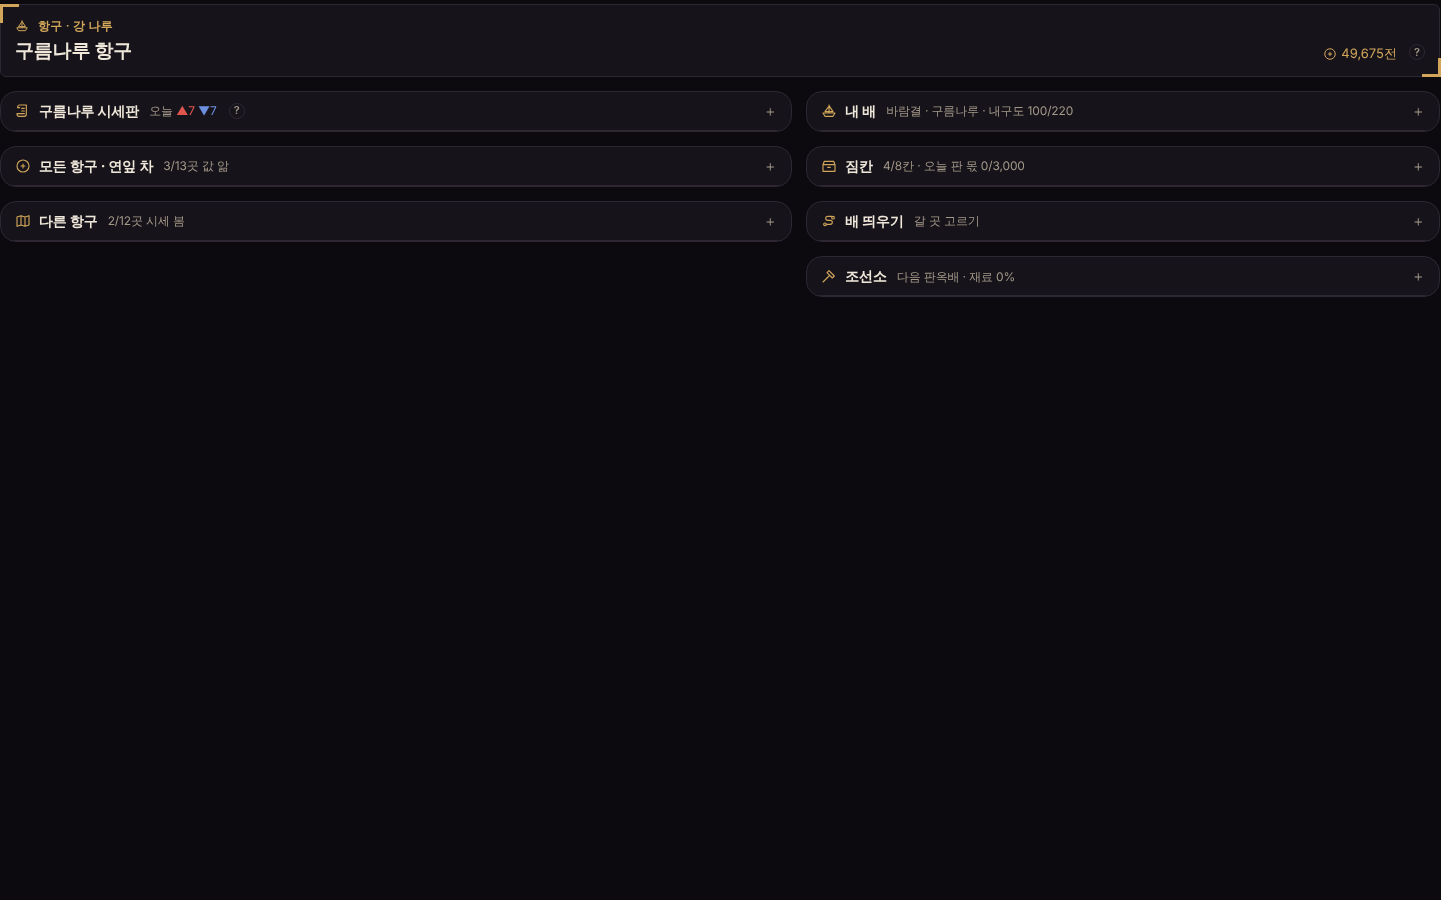 항구 · 강 나루
구름나루 항구
49,675전 ?
구름나루 시세판 오늘 ▲7 ▼7 ? +
모든 항구 · 연잎 차 3/13곳 값 앎 +
다른 항구 2/12곳 시세 봄 +
내 배 바람결 · 구름나루 · 내구도 100/220 +
짐칸 4/8칸 · 오늘 판 몫 0/3,000 +
배 띄우기 갈 곳 고르기 +
조선소 다음 판옥배 · 재료 0% +